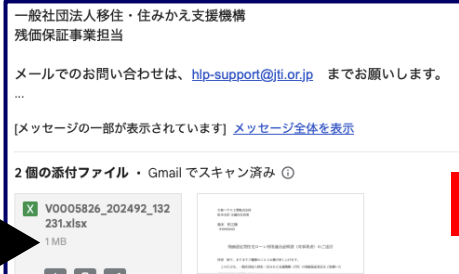 一般社団法人移住・住みかえ支援機構
残価保証事業担当
メールでのお問い合わせは、hlp-support@jti.or.jp までお願いします。
...
[メッセージの一部が表示されています] メッセージ全体を表示
2 個の添付ファイル • Gmail でスキャン済み ⓘ
X V0005826_202492_132
231.xlsx
1 MB